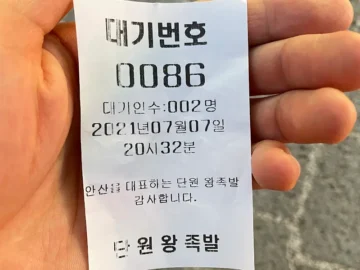 대기번호
0086
대기인수:002명
2021년07월07일
20시32분
안산을 대표하는 단원 왕족발
감사합니다.
단원왕족발